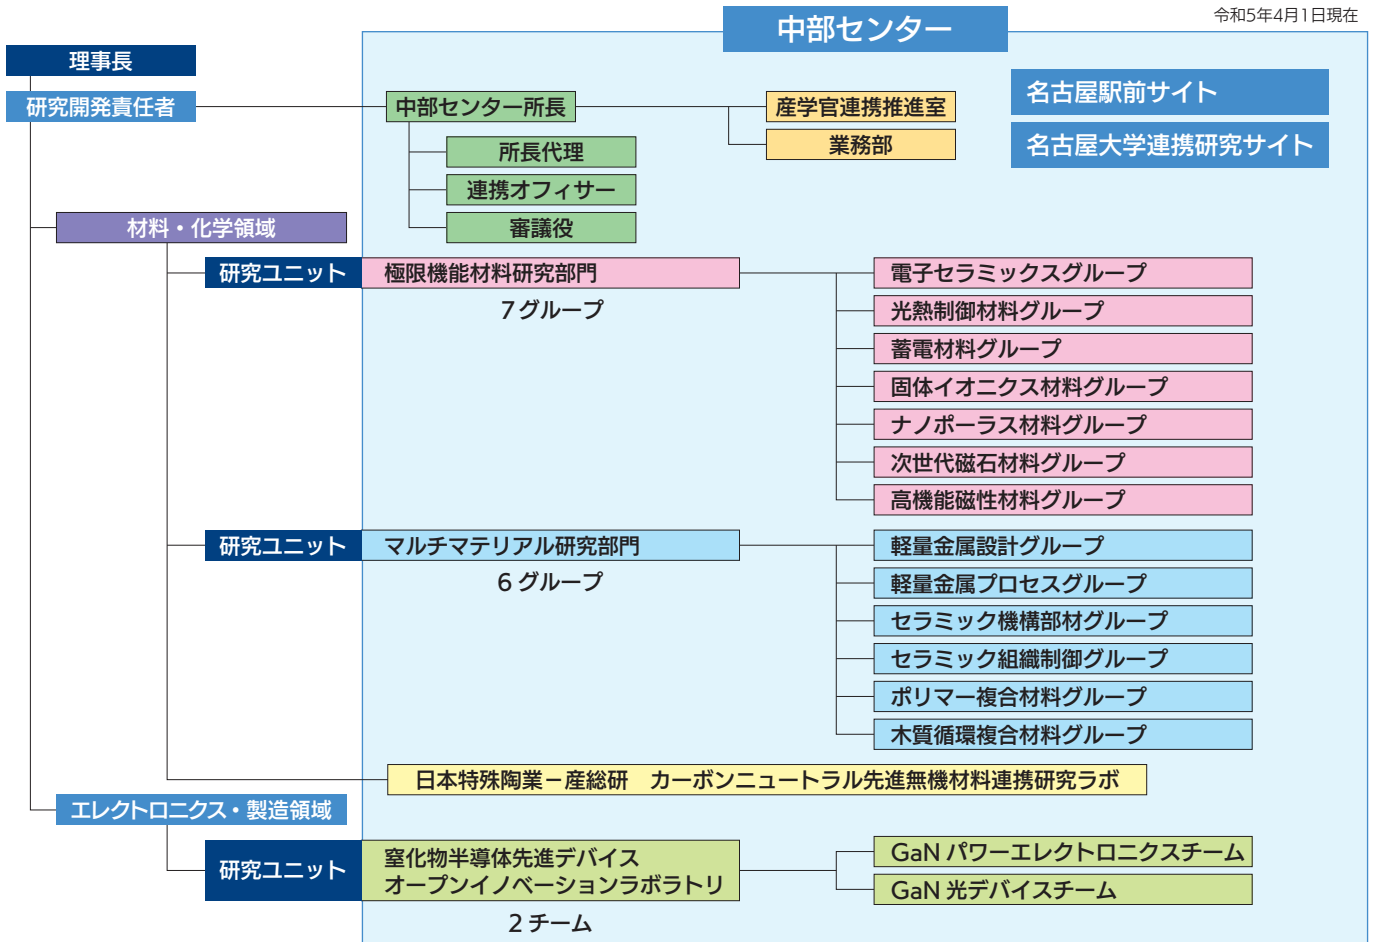 令和5年4月1日現在
中部センター
理事長
研究開発責任者
中部センター所長
産学官連携推進室
名古屋駅前サイト
業務部
名古屋大学連携研究サイト
所長代理
連携オフィサー
審議役
材料・化学領域
研究ユニット
極限機能材料研究部門
7グループ
電子セラミックスグループ
光熱制御材料グループ
蓄電材料グループ
固体イオニクス材料グループ
ナノポーラス材料グループ
次世代磁石材料グループ
高機能磁性材料グループ
研究ユニット
マルチマテリアル研究部門
6グループ
軽量金属設計グループ
軽量金属プロセスグループ
セラミック機構部材グループ
セラミック組織制御グループ
ポリマー複合材料グループ
木質循環複合材料グループ
日本特殊陶業－産総研　カーボンニュートラル先進無機材料連携研究ラボ
エレクトロニクス・製造領域
研究ユニット
窒化物半導体先進デバイス
オープンイノベーションラボラトリ
2チーム
GaN パワーエレクトロニクスチーム
GaN 光デバイスチーム